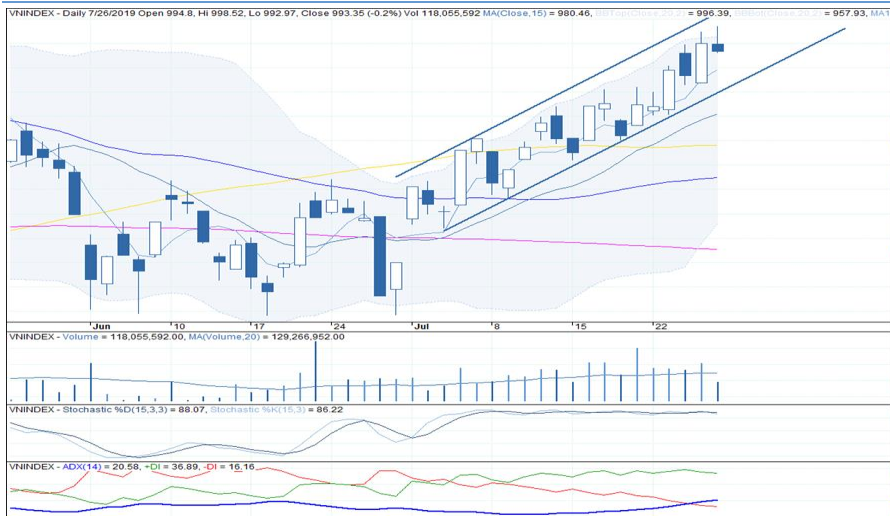 VNINDEX - Daily 7/26/2019 Open 994.8, Hi 998.52, Lo 992.97, Close 993.35 (-0.2%) Vol 118,055,592 MA(Close,15) = 980.46, = 996.39, = 957.93, MA1
Jun 10 17 24 Jul 8 15 22
VNINDEX - Volume = 118,055,592.00, MA(Volume,20) = 129,266,952.00
VNINDEX - Stochastic %D(15,3,3) = 88.07, Stochastic %K(15,3) = 86.22
VNINDEX - ADX(14) = 20.58, +DI = 36.89, -DI = 16.16